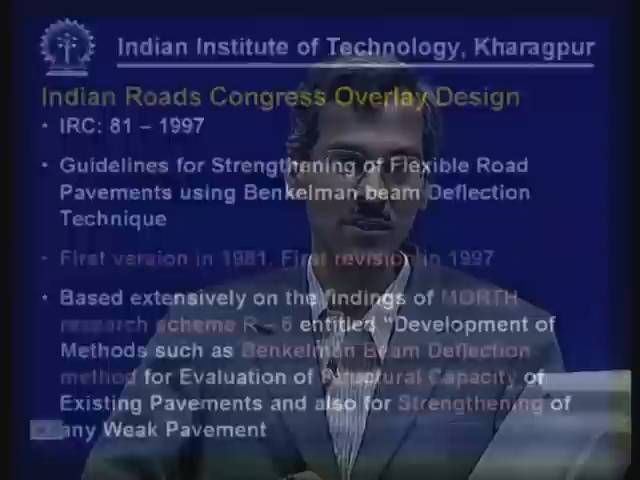 Indian Institute of Technology, Kharagpur
Indian Roads Congress Overlay Design
• IRC: 81 – 1997
• Guidelines for Strengthening of Flexible Road
Pavements using Benkelman beam Deflection
Technique
• First version in 1981. First revision in 1997
• Based extensively on the findings of MORTH
research scheme R – 6 entitled “Development of
Methods such as Benkelman Beam Deflection
method for Evaluation of Structural Capacity of
Existing Pavements and also for Strengthening of
any Weak Pavement